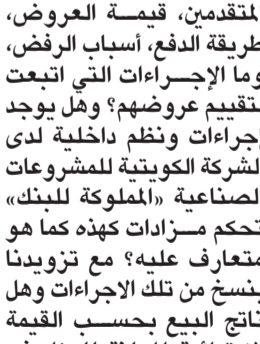 المتقدمين، قيمة العروض،
طريقة الدفع، أسباب الرفض،
وما الإجراءات التي اتبعت
لتقييم عروضهم؟ وهل يوجد
إجراءات ونظم داخلية لدى
الشركة الكويتية للمشروعات
الصناعية «المملوكة للبنك»
تحكم مزادات كهذه كما هو
متعارف عليه؟ مع تزويدنا
بنسخ من تلك الاجراءات وهل
ناتج البيع بحسب القيمة